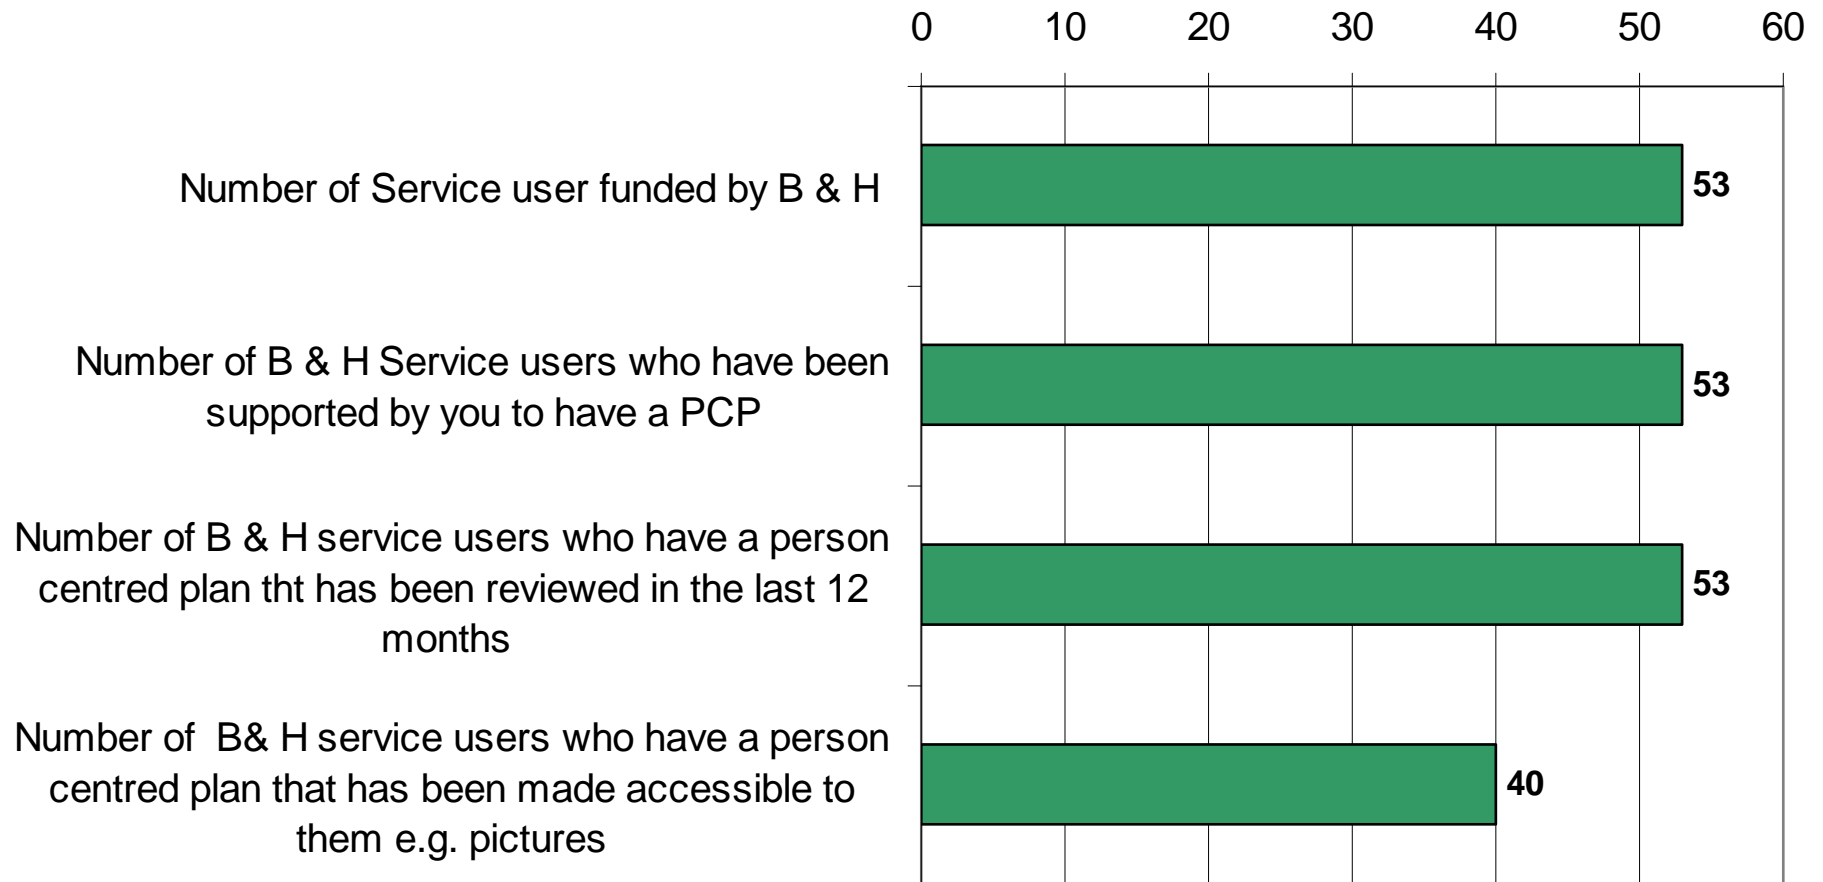 0 10 20 30 40 50 60
Number of Service user funded by B & H
53
Number of B & H Service users who have been
supported by you to have a PCP
53
Number of B & H service users who have a person
centred plan tht has been reviewed in the last 12
months
53
Number of  B& H service users who have a person
centred plan that has been made accessible to
them e.g. pictures
40